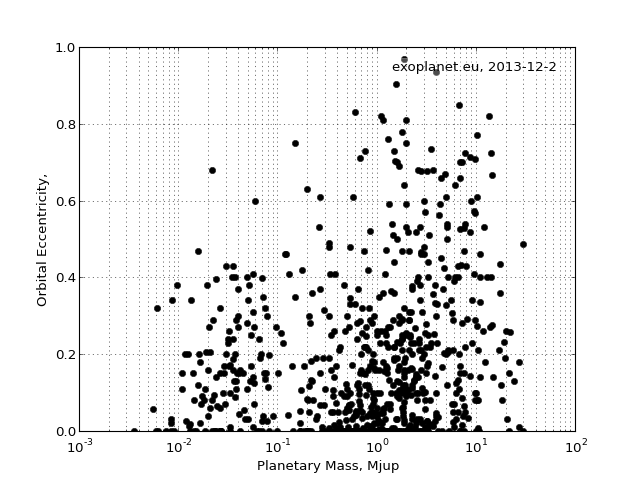 1.0
exoplanet.eu, 2013-12-2
0.8
0.6
0.4
0.2
0.0
Orbital Eccentricity,
10⁻³ 10⁻² 10⁻¹ 10⁰ 10¹ 10²
Planetary Mass, Mjup